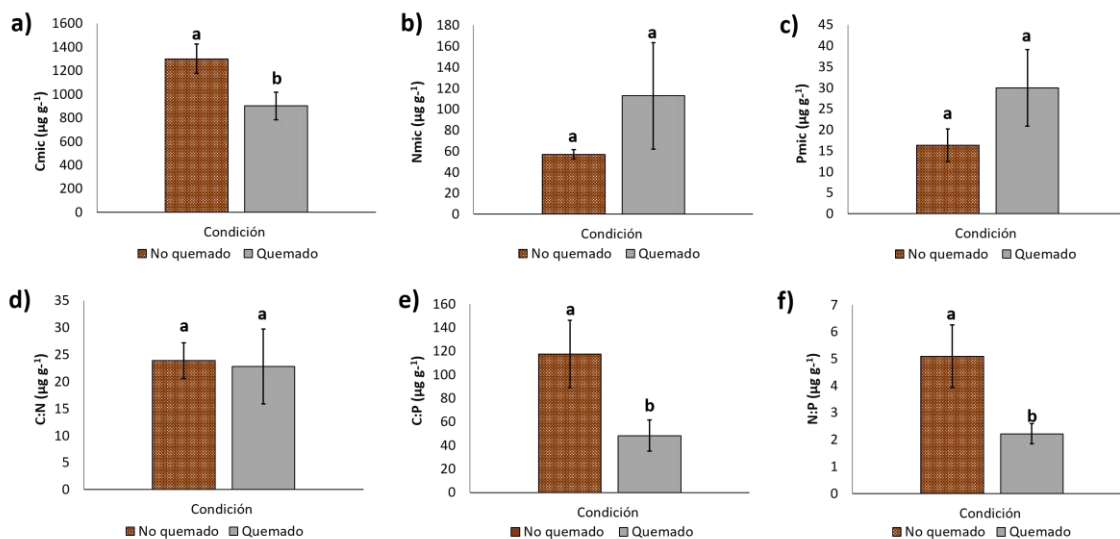 a)
Cmic (µg g-1)
1600
1400
1200
1000
800
600
400
200
0
a
b
Condición
No quemado Quemado
b)
Nmic (µg g-1)
180
160
140
120
100
80
60
40
20
0
a
a
Condición
No quemado Quemado
c)
Pmic (µg g-1)
45
40
35
30
25
20
15
10
5
0
a
a
Condición
No quemado Quemado
d)
C:N (µg g-1)
35
30
25
20
15
10
5
0
a
a
Condición
No quemado Quemado
e)
C:P (µg g-1)
160
140
120
100
80
60
40
20
0
a
b
Condición
No quemado Quemado
f)
N:P (µg g-1)
7
6
5
4
3
2
1
0
a
b
Condición
No quemado Quemado